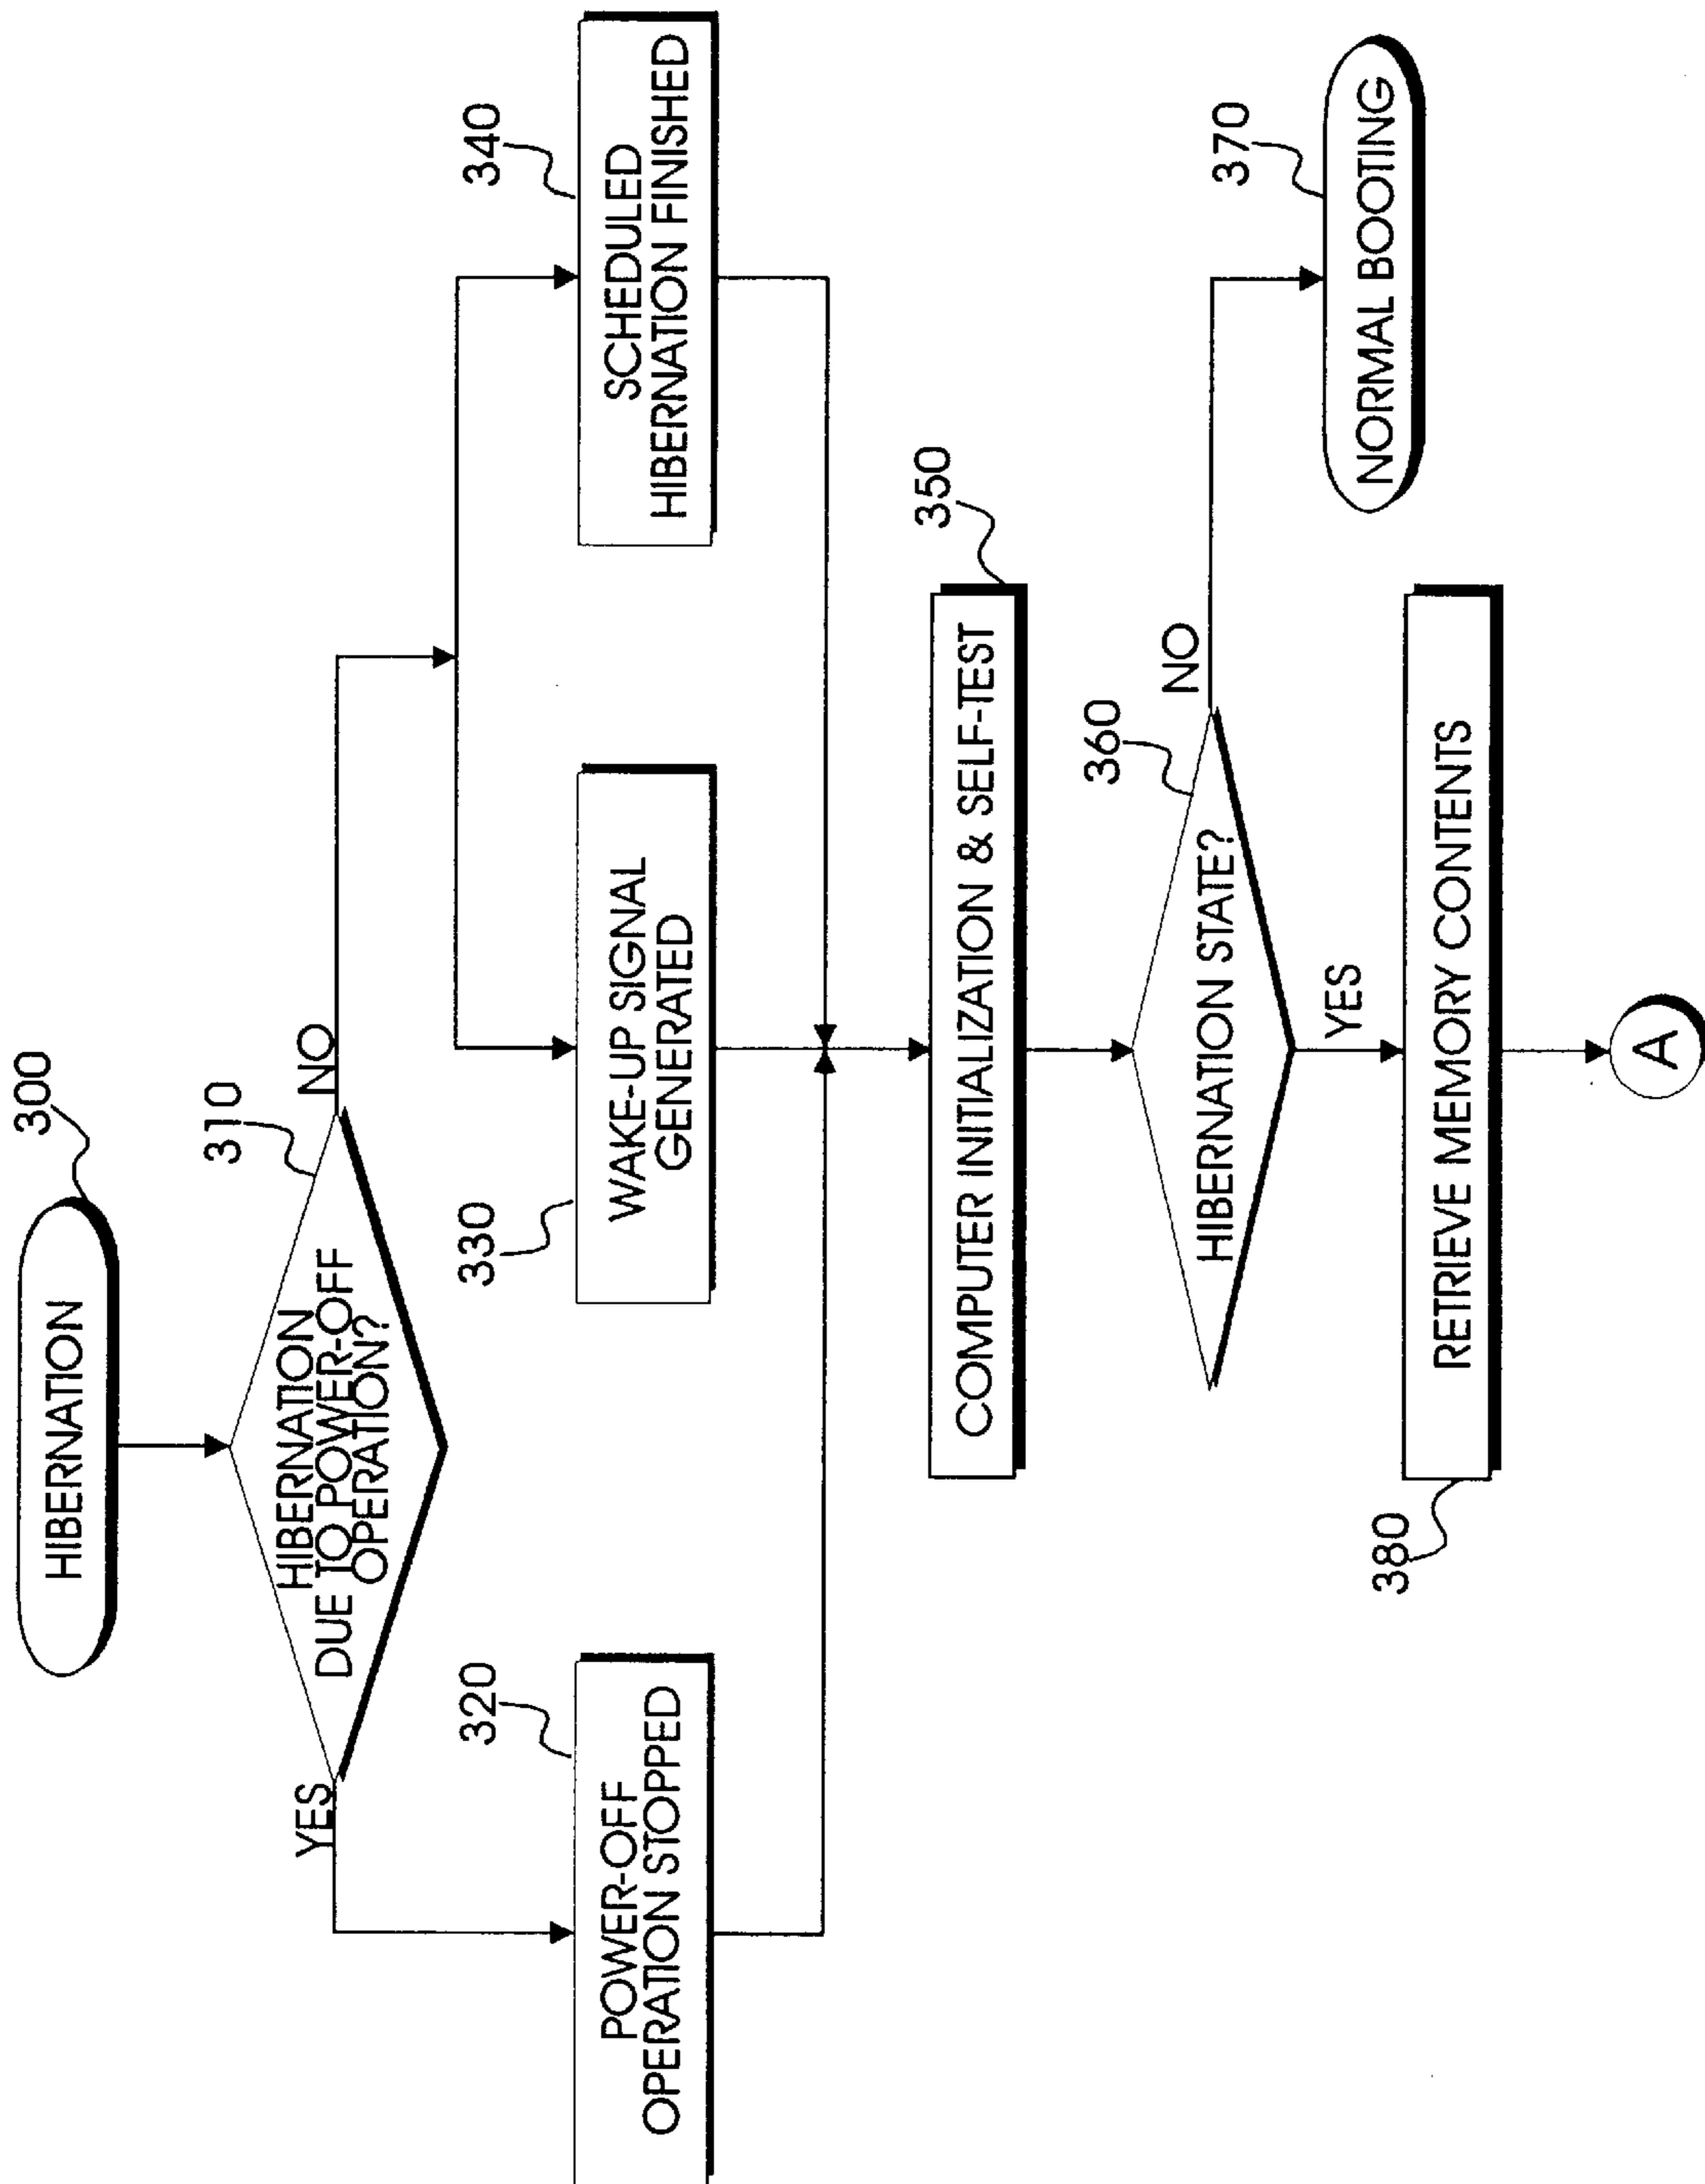 HIBERNATION
300
310
HIBERNATION
DUE TO POWER-OFF
OPERATION?
YES
NO
320
POWER-OFF
OPERATION STOPPED
330
WAKE-UP SIGNAL
GENERATED
340
SCHEDULED
HIBERNATION FINISHED
350
COMPUTER INITIALIZATION & SELF-TEST
360
HIBERNATION STATE?
NO
YES
370
NORMAL BOOTING
380
RETRIEVE MEMORY CONTENTS
A